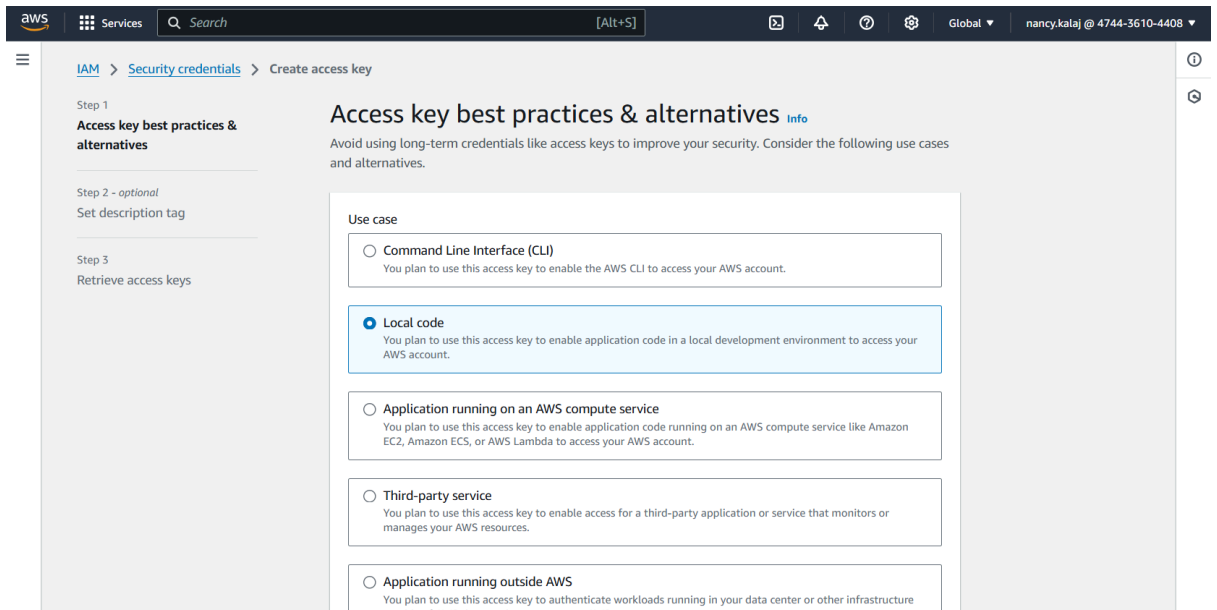 aws
Services
Search
[Alt+S]
Global ▼
nancy.kalaj @ 4744-3610-4408 ▼
IAM > Security credentials > Create access key
Step 1
Access key best practices &
alternatives
Step 2 - optional
Set description tag
Step 3
Retrieve access keys
Access key best practices & alternatives Info
Avoid using long-term credentials like access keys to improve your security. Consider the following use cases
and alternatives.
Use case
Command Line Interface (CLI)
You plan to use this access key to enable the AWS CLI to access your AWS account.
Local code
You plan to use this access key to enable application code in a local development environment to access your
AWS account.
Application running on an AWS compute service
You plan to use this access key to enable application code running on an AWS compute service like Amazon
EC2, Amazon ECS, or AWS Lambda to access your AWS account.
Third-party service
You plan to use this access key to enable access for a third-party application or service that monitors or
manages your AWS resources.
Application running outside AWS
You plan to use this access key to authenticate workloads running in your data center or other infrastructure